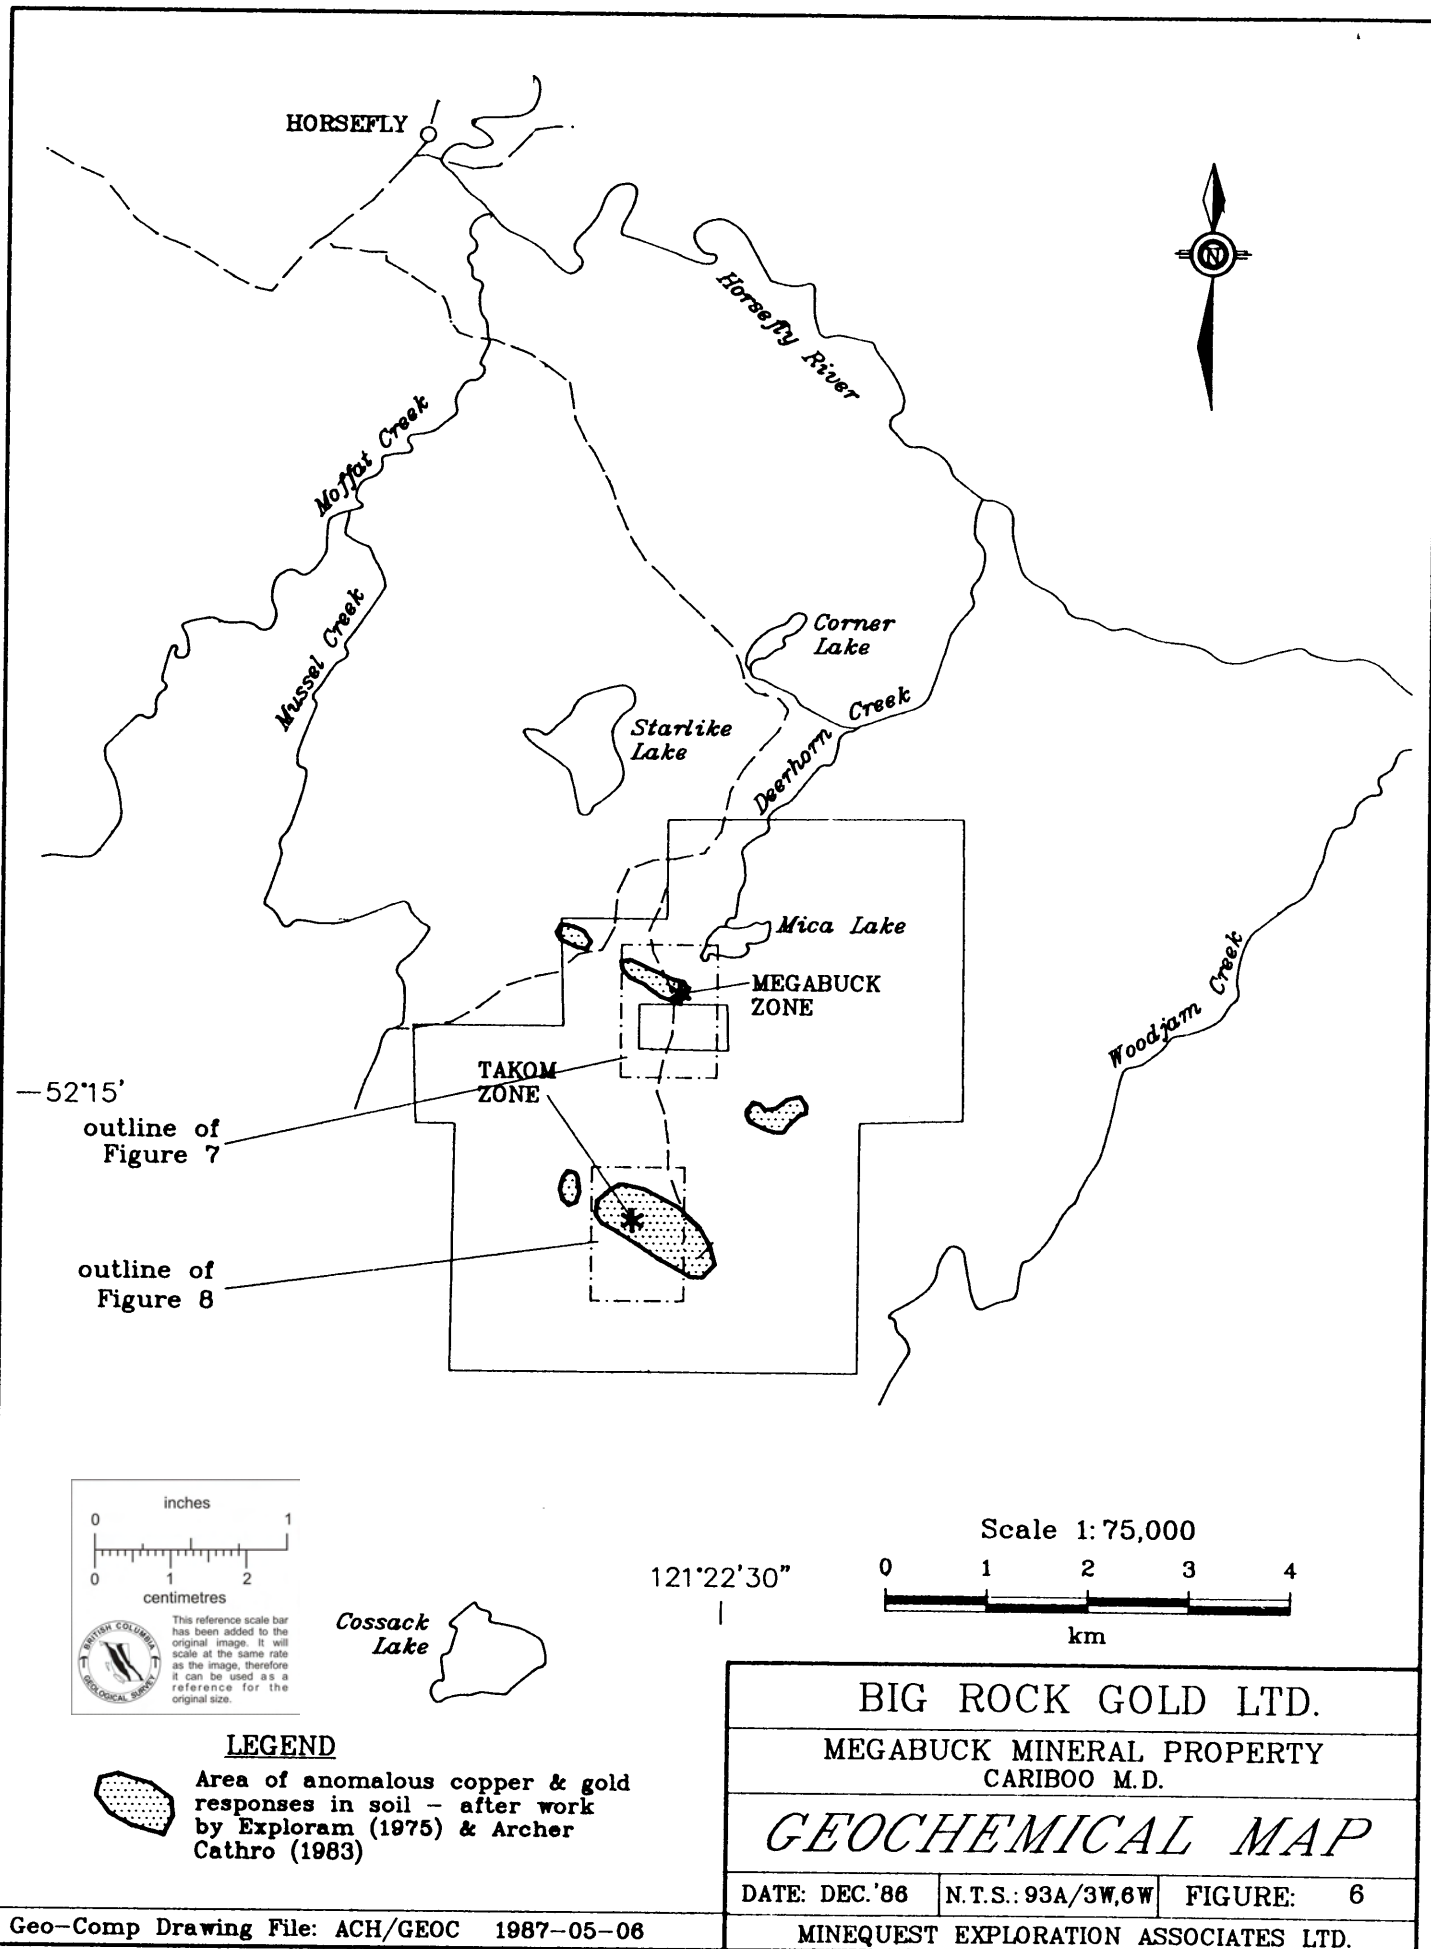 HORSEFLY
N
Horsefly River
Moffat Creek
Mussel Creek
Corner
Lake
Starlike
Lake
Deerhorn Creek
Mica Lake
MEGABUCK
ZONE
Woodjam Creek
TAKOM
ZONE
—52°15'
outline of
Figure 7
outline of
Figure 8
inches
0 1
0 1 2
centimetres
This reference scale bar
has been added to the
original image. It will
scale at the same rate
as the image, therefore
it can be used as a
reference for the
original size.
BRITISH COLUMBIA
GEOLOGICAL SURVEY
Scale 1:75,000
0 1 2 3 4
km
121°22'30"
Cossack
Lake
LEGEND
Area of anomalous copper & gold
responses in soil – after work
by Exploram (1975) & Archer
Cathro (1983)
BIG ROCK GOLD LTD.
MEGABUCK MINERAL PROPERTY
CARIBOO M.D.
GEOCHEMICAL MAP
DATE: DEC.'86 N.T.S.: 93A/3W,6W FIGURE: 6
MINEQUEST EXPLORATION ASSOCIATES LTD.
Geo-Comp Drawing File: ACH/GEOC 1987-05-06